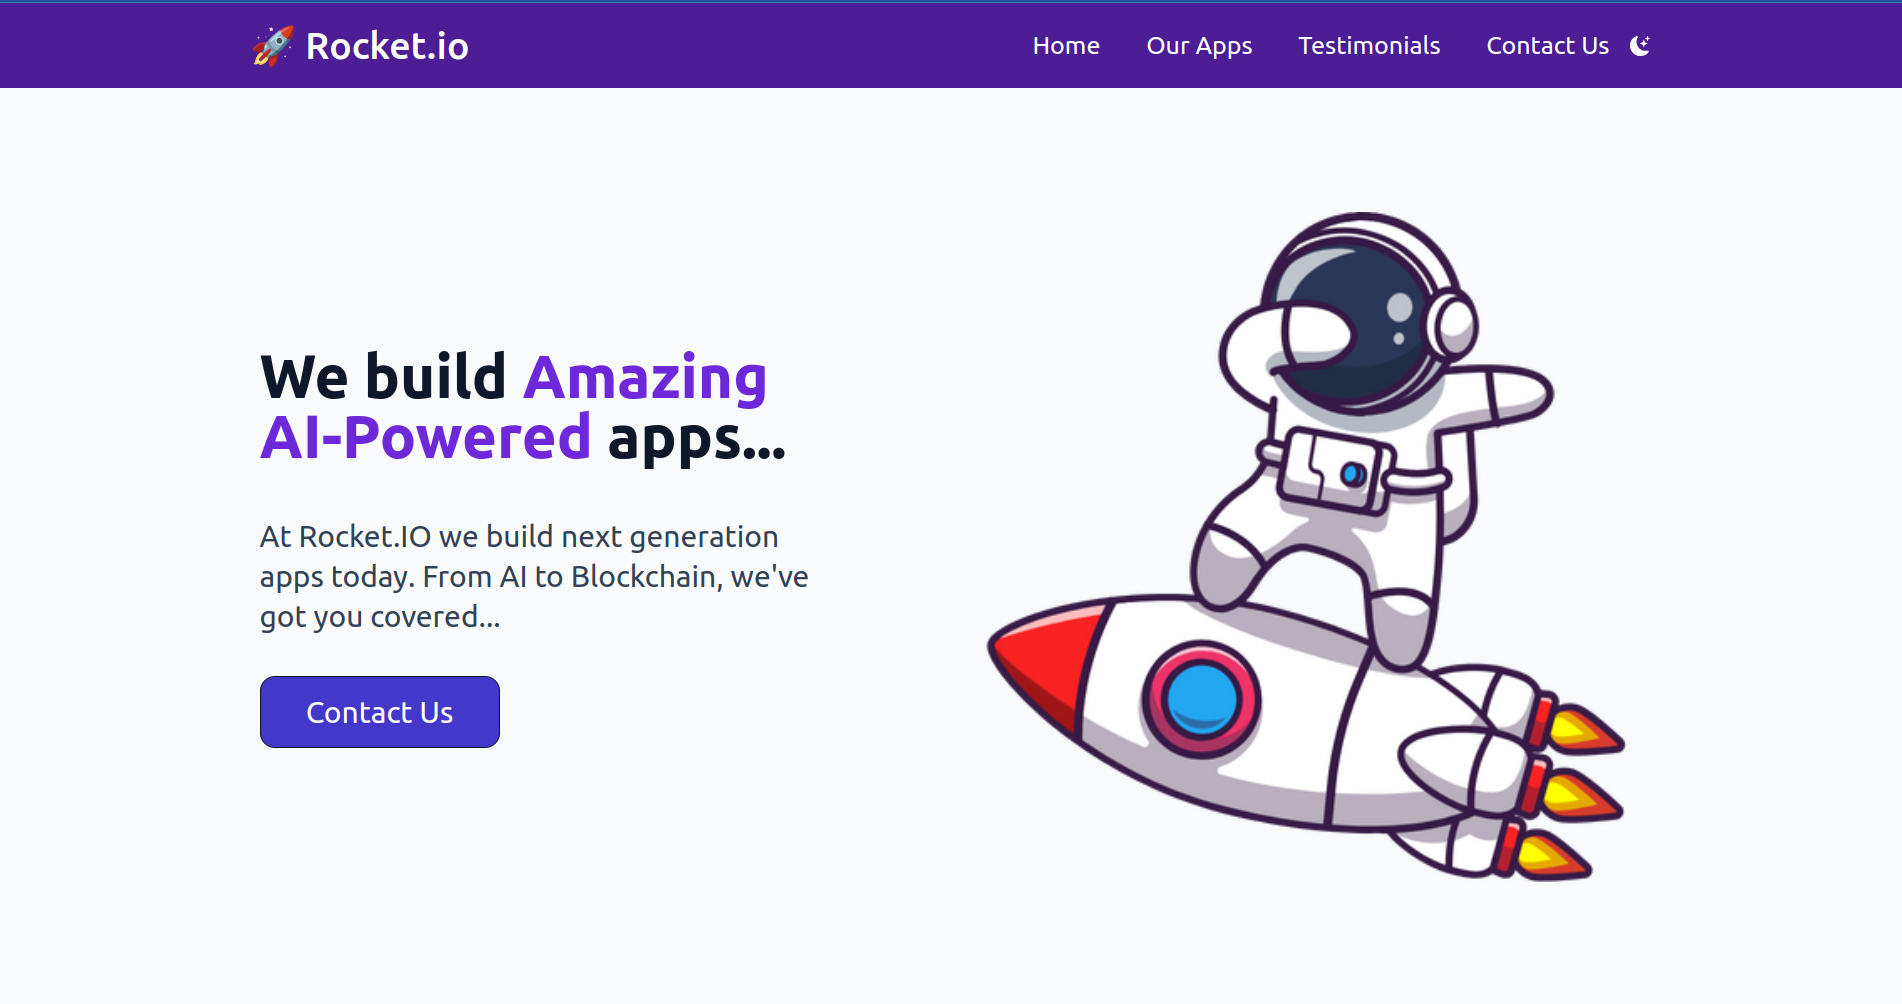 🚀 Rocket.io
Home Our Apps Testimonials Contact Us
We build Amazing
AI-Powered apps...
At Rocket.IO we build next generation
apps today. From AI to Blockchain, we've
got you covered...
Contact Us